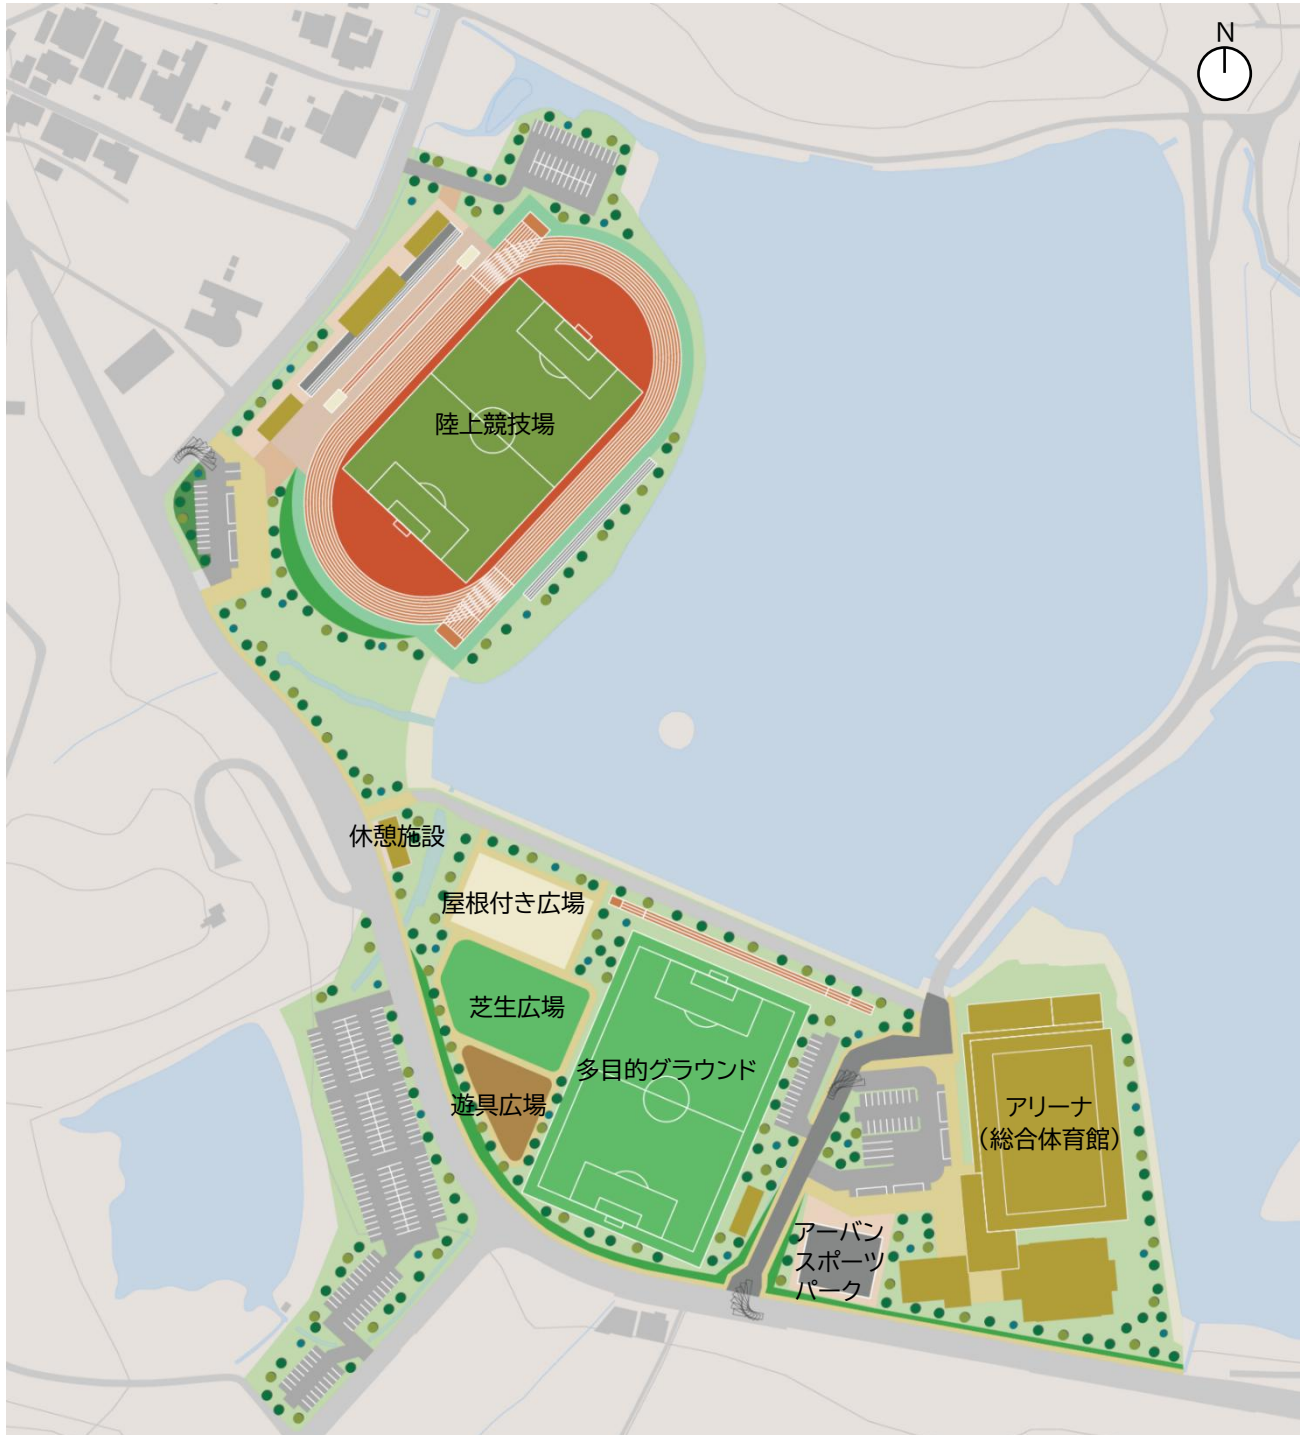 N
陸上競技場
休憩施設
屋根付き広場
芝生広場
多目的グラウンド
遊具広場
アリーナ
（総合体育館）
アーバン
スポーツ
パーク